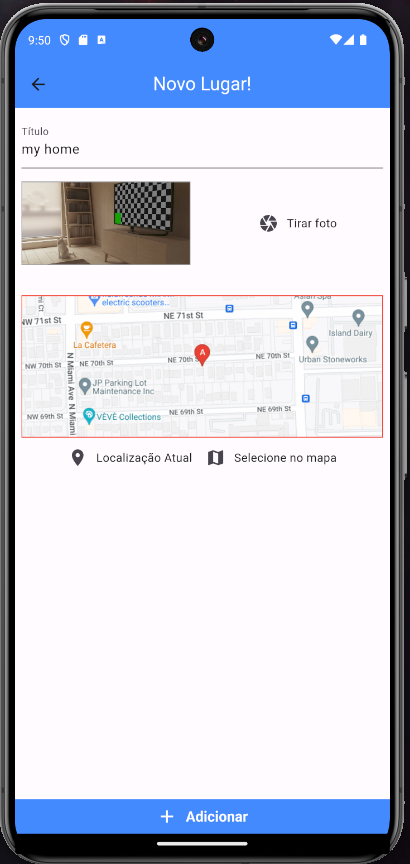 9:50
Novo Lugar!
Título
my home
Tirar foto
electric scooters...
Asian Spa
NW 71st St
NE 71st St
Island Dairy
La Cafetera
Urban Stoneworks
NW 70th St
NE 70th St
NE 70th
NE 70th St
N Miami Ave
N Miami
JP Parking Lot
Maintenance Inc
NW 69th St
VÊVÉ Collections
NE 69th St
NE 69th St
A
Localização Atual
Selecione no mapa
Adicionar